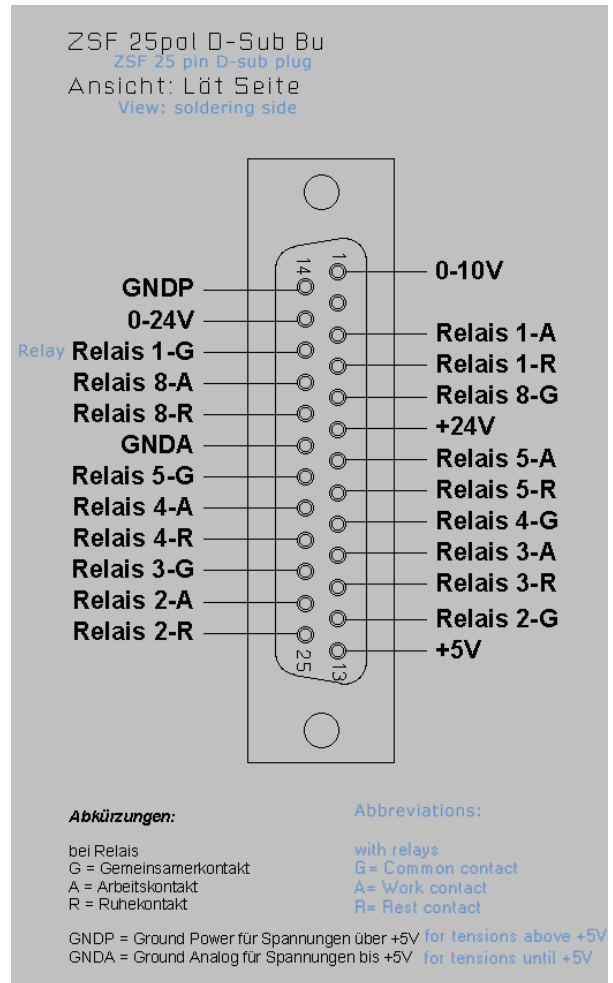 ZSF 25pol D-Sub Bu
ZSF 25 pin D-sub plug
Ansicht: Löt Seite
View: soldering side
14
1
0-10V
GNDP
0-24V
Relais 1-A
Relay Relais 1-G
Relais 1-R
Relais 8-A
Relais 8-G
Relais 8-R
+24V
GNDA
Relais 5-A
Relais 5-G
Relais 5-R
Relais 4-A
Relais 4-G
Relais 4-R
Relais 3-A
Relais 3-G
Relais 3-R
Relais 2-A
Relais 2-G
Relais 2-R
+5V
25
13
Abkürzungen:
Abbreviations:
bei Relais
with relays
G = Gemeinsamerkontakt
G= Common contact
A = Arbeitskontakt
A= Work contact
R = Ruhekontakt
R= Rest contact
GNDP = Ground Power für Spannungen über +5V for tensions above +5V
GNDA = Ground Analog für Spannungen bis +5V for tensions until +5V